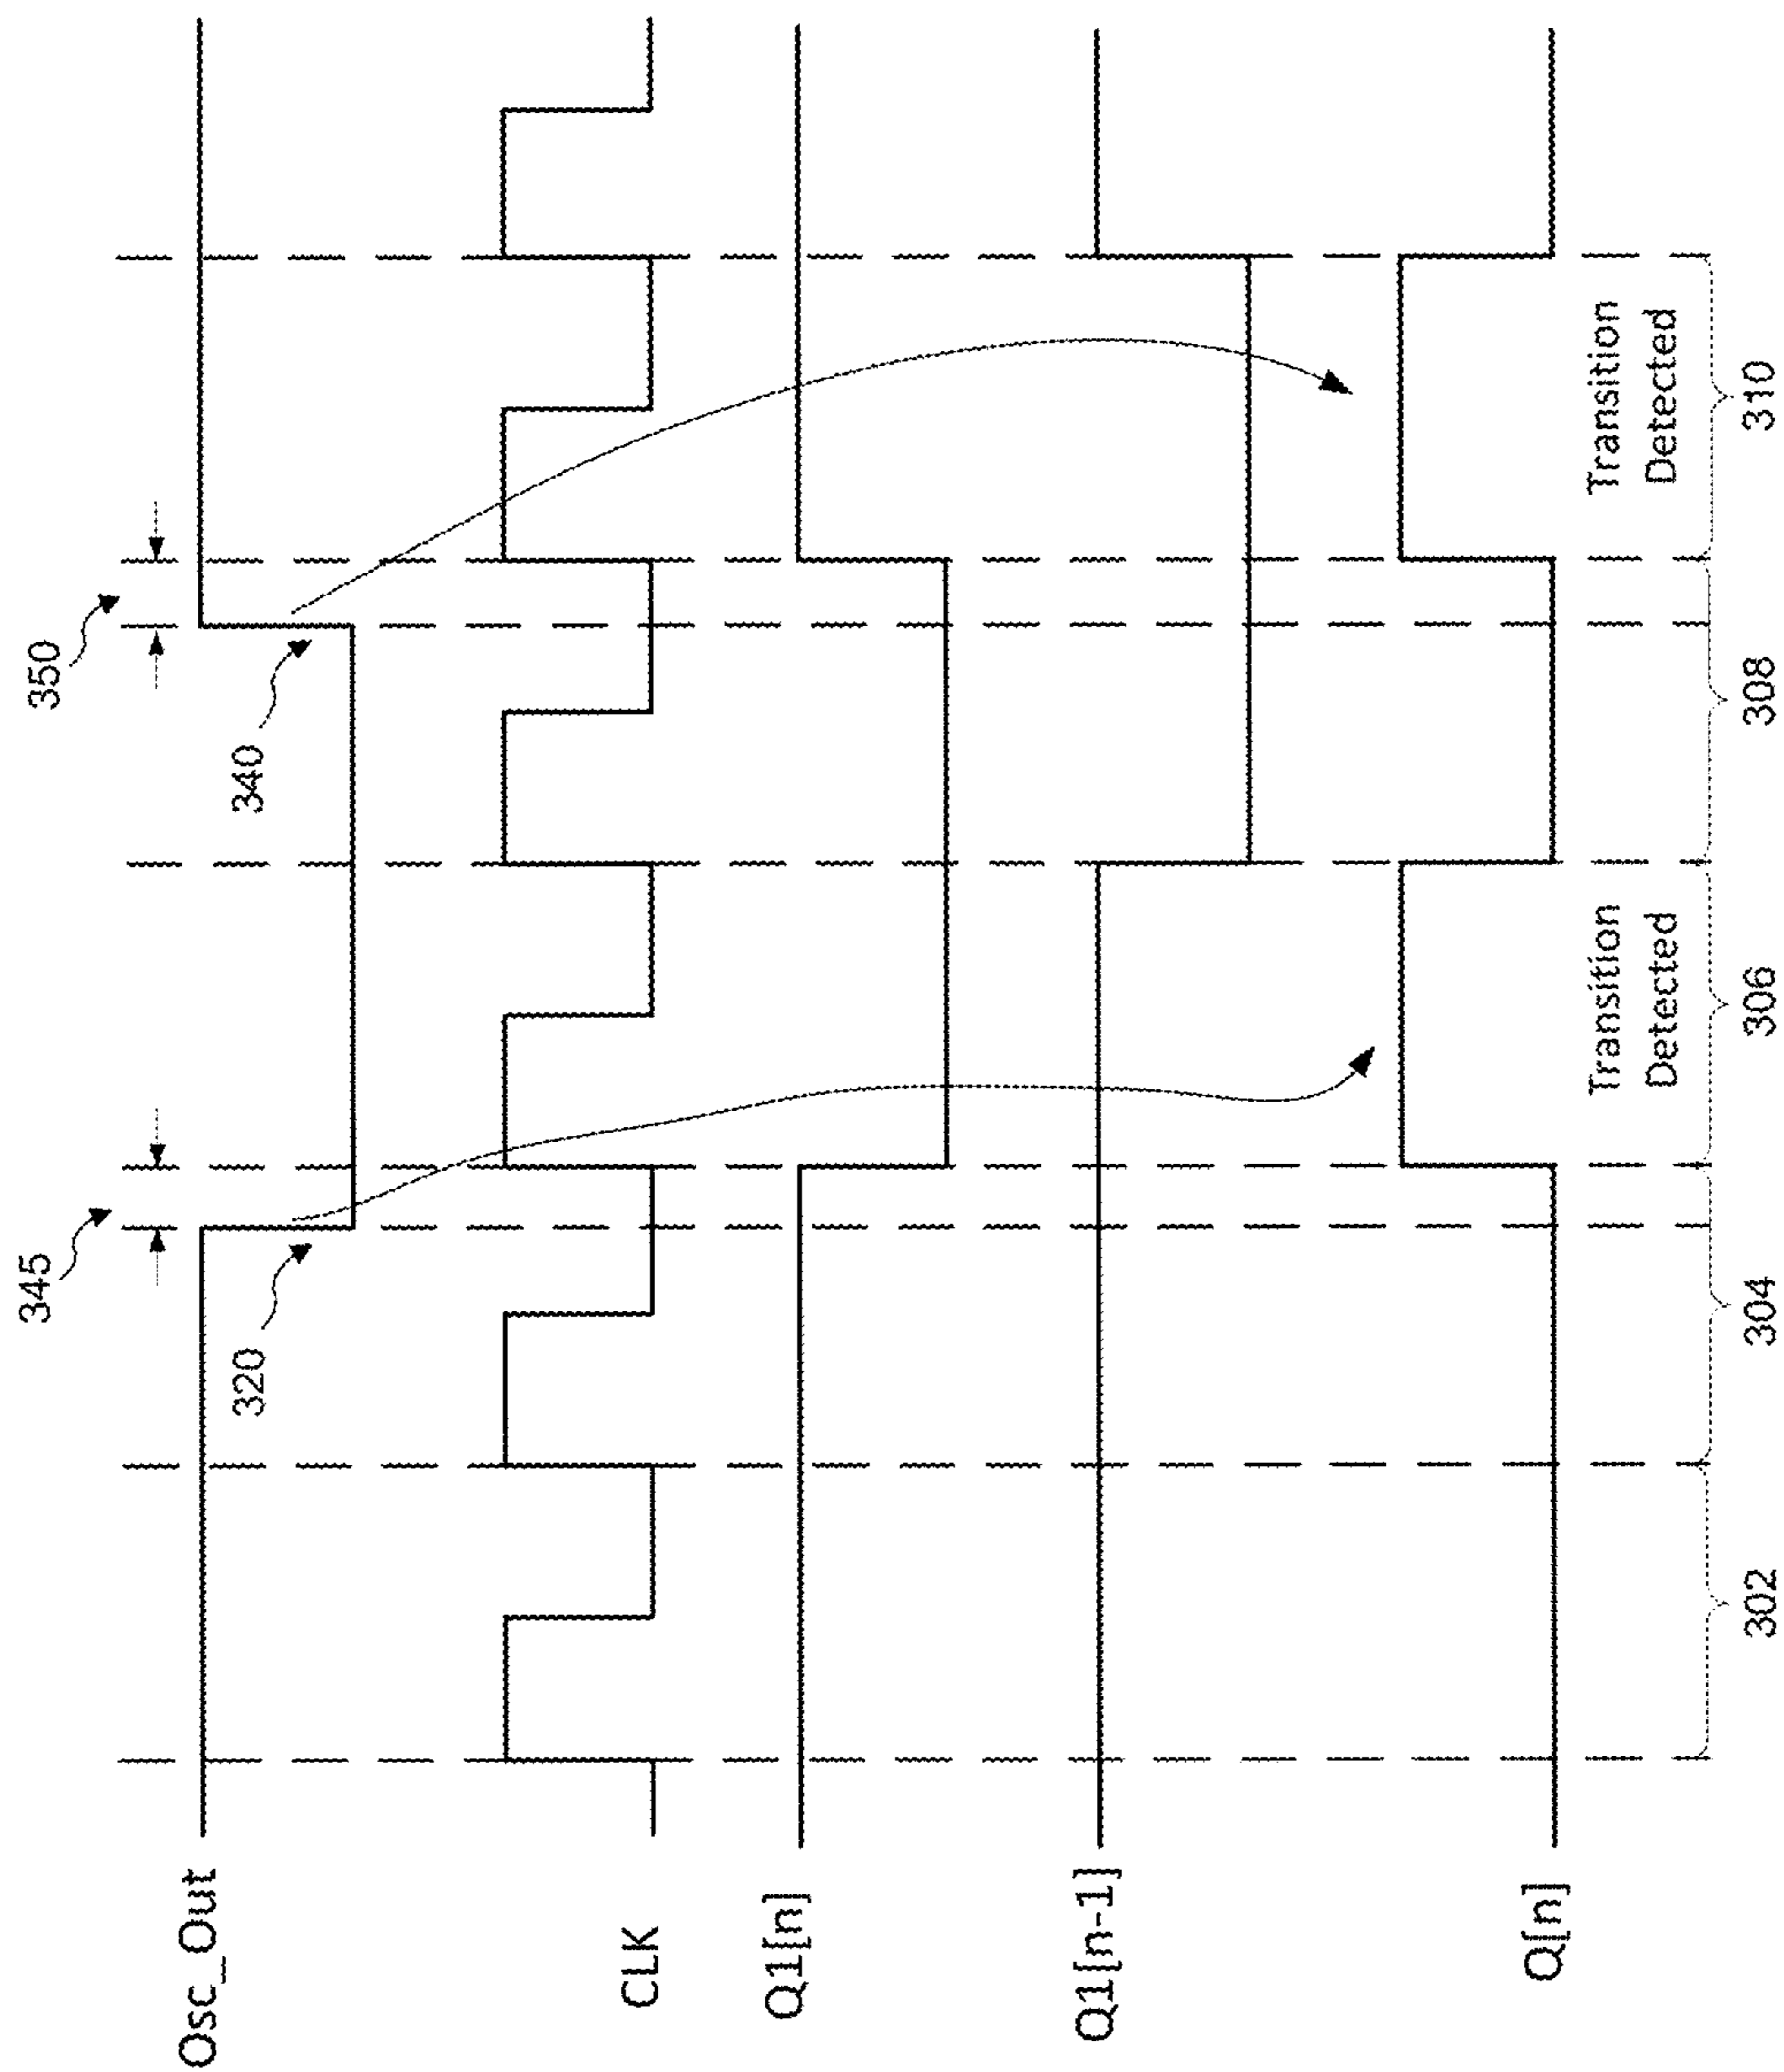 345
350
320
340
Osc_Out
CLK
Q1[n]
Q1[n-1]
Q[n]
Transition
Detected
Transition
Detected
302
304
306
308
310